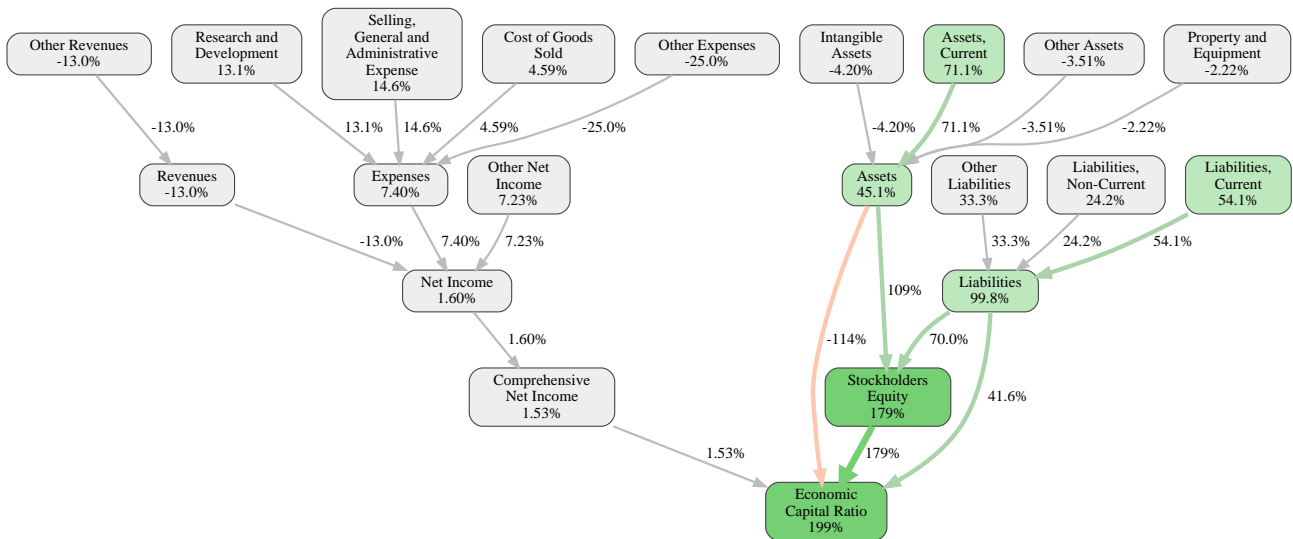 Other Revenues
-13.0%
Research and
Development
13.1%
Selling,
General and
Administrative
Expense
14.6%
Cost of Goods
Sold
4.59%
Other Expenses
-25.0%
Intangible
Assets
-4.20%
Assets,
Current
71.1%
Other Assets
-3.51%
Property and
Equipment
-2.22%
-13.0%
13.1%
14.6%
4.59%
-25.0%
-4.20%
71.1%
-3.51%
-2.22%
Revenues
-13.0%
Expenses
7.40%
Other Net
Income
7.23%
Assets
45.1%
Other
Liabilities
33.3%
Liabilities,
Non-Current
24.2%
Liabilities,
Current
54.1%
-13.0%
7.40%
7.23%
33.3%
24.2%
54.1%
Net Income
1.60%
Liabilities
99.8%
109%
1.60%
-114%
70.0%
Comprehensive
Net Income
1.53%
Stockholders
Equity
179%
41.6%
1.53%
179%
Economic
Capital Ratio
199%